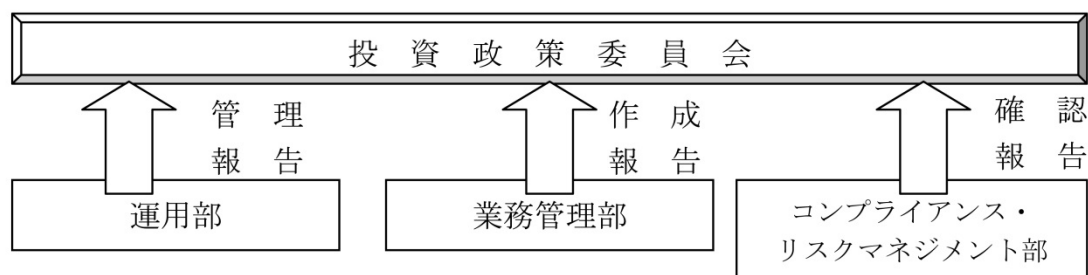 投資政策委員会
管理
報告
作成
報告
確認
報告
運用部
業務管理部
コンプライアンス・
リスクマネジメント部